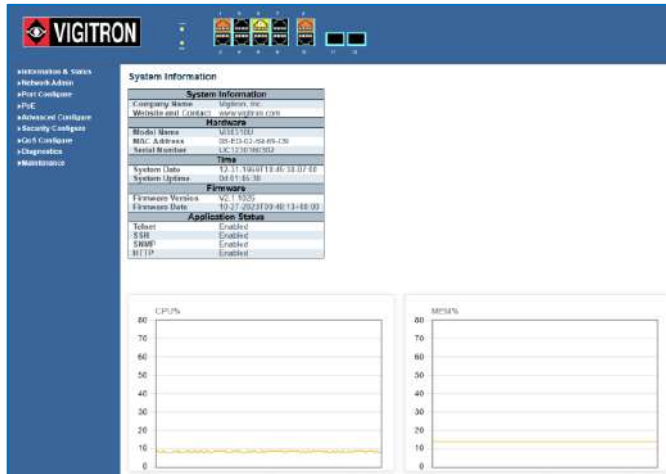 VIGITRON
Information & Status
Network Admin
Port Configure
PoE
Advanced Configure
Security Configure
QoS Configure
Diagnostics
Maintenance
System Information
System Information
Company Name Vigitron, Inc.
Website and Contact www.vigitron.com
Hardware
Model Name
MAC Address
Serial Number
Time
System Date
System Uptime
Firmware
Firmware Version V2.1.1026
Firmware Date
Application Status
Telnet Enabled
SSH Enabled
SNMP Enabled
HTTP Enabled
CPU% MEM%
80 80
70 70
60 60
50 50
40 40
30 30
20 20
10 10
0 0